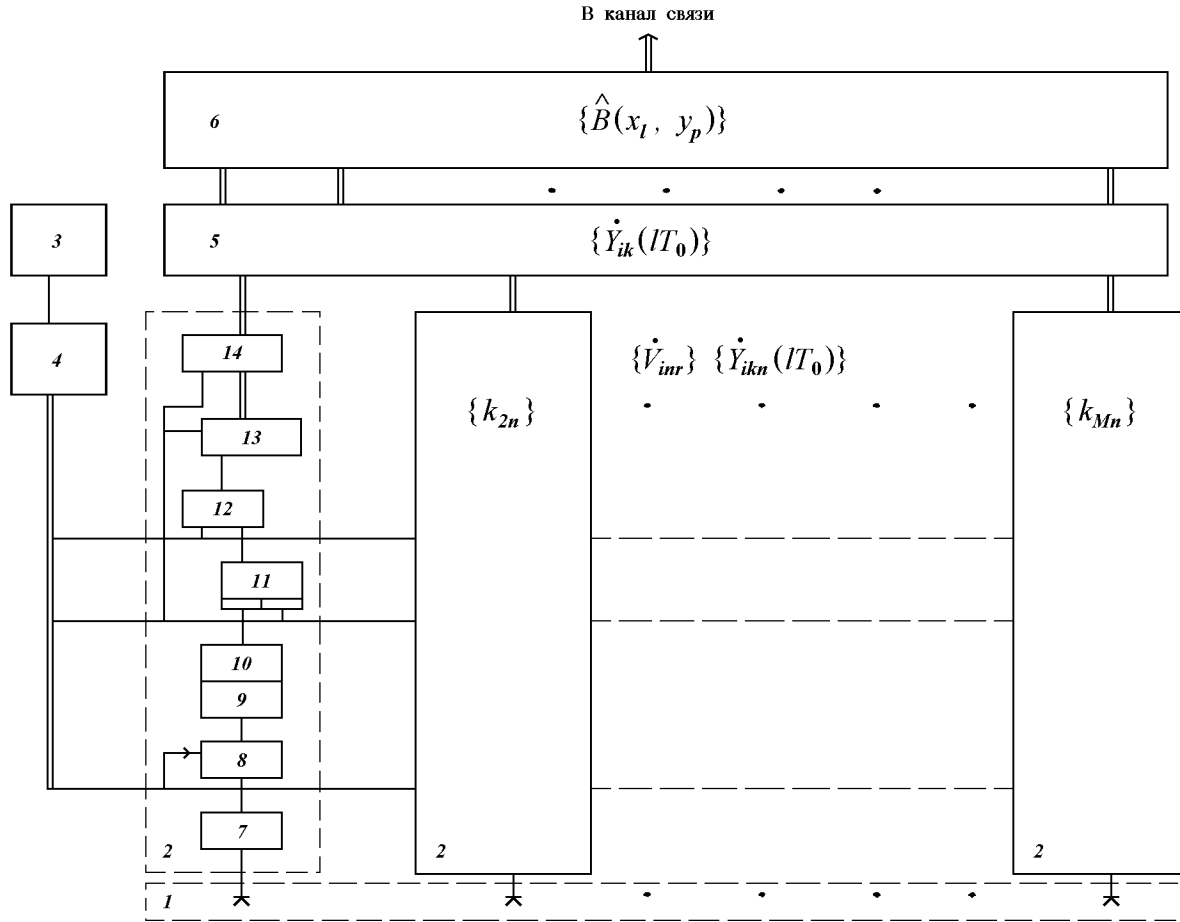 В канал связи
6 {B̂(x_l , y_p)}
3 5 {Ẏ_ik(lT_0)}
4 14 {V̇_inr} {Ẏ_ikn(lT_0)}
13 {k_2n} {k_Mn}
12
11
10
9
8
7
2 2 2
1